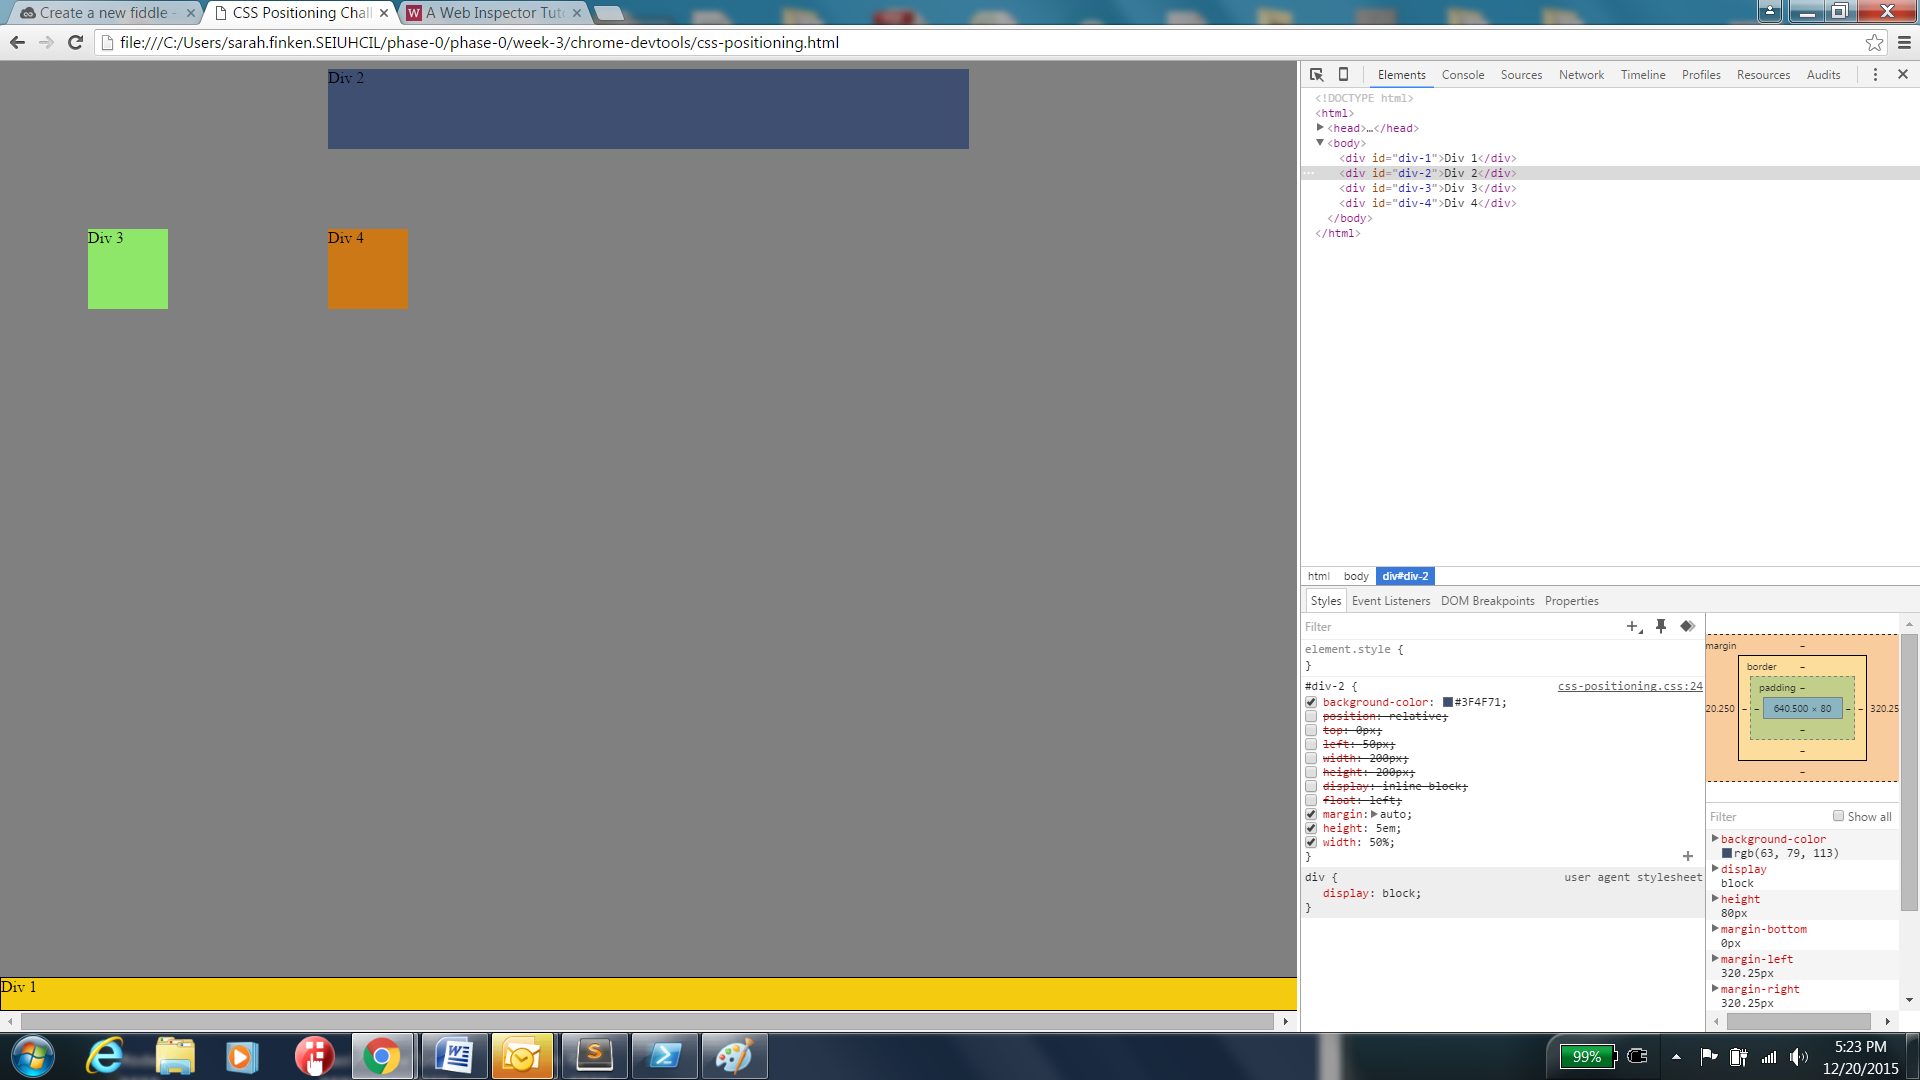 Create a new fiddle -
CSS Positioning Chall
A Web Inspector Tut
file:///C:/Users/sarah.finken.SEIUHCIL/phase-0/phase-0/week-3/chrome-devtools/css-positioning.html
Div 2
Div 3
Div 4
Div 1
Elements Console Sources Network Timeline Profiles Resources Audits
<!DOCTYPE html>
<html>
<head>…</head>
<body>
<div id="div-1">Div 1</div>
<div id="div-2">Div 2</div>
<div id="div-3">Div 3</div>
<div id="div-4">Div 4</div>
</body>
</html>
html body div#div-2
Styles Event Listeners DOM Breakpoints Properties
Filter
element.style {
}
#div-2 { css-positioning.css:24
background-color: #3F4F71;
position: relative;
top: 0px;
left: 50px;
width: 200px;
height: 200px;
display: inline-block;
float: left;
margin: auto;
height: 5em;
width: 50%;
}
div { user agent stylesheet
display: block;
}
margin –
border –
padding –
20.250 – – 640.500 × 80 – – 320.25
–
–
–
Filter Show all
background-color
rgb(63, 79, 113)
display
block
height
80px
margin-bottom
0px
margin-left
320.25px
margin-right
320.25px
99%
5:23 PM
12/20/2015